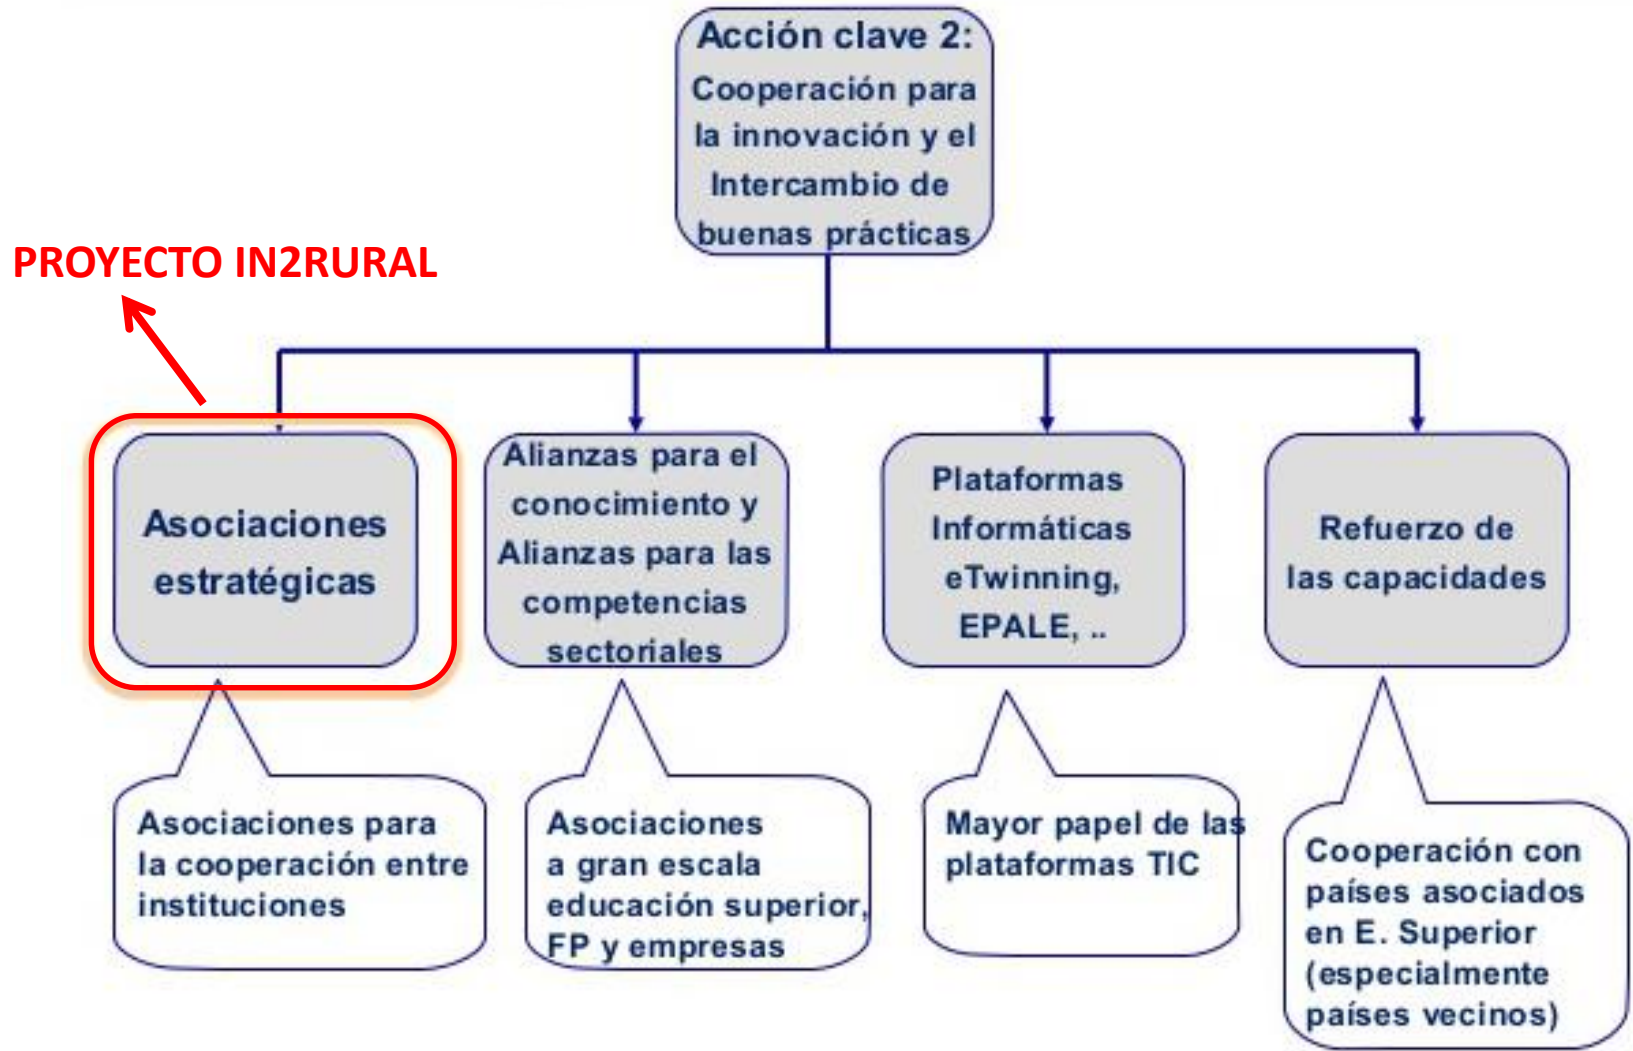 Acción clave 2:
Cooperación para
la innovación y el
Intercambio de
buenas prácticas
PROYECTO IN2RURAL
Asociaciones
estratégicas
Alianzas para el
conocimiento y
Alianzas para las
competencias
sectoriales
Plataformas
Informáticas
eTwinning,
EPALE, ..
Refuerzo de
las capacidades
Asociaciones para
la cooperación entre
instituciones
Asociaciones
a gran escala
educación superior,
FP y empresas
Mayor papel de las
plataformas TIC
Cooperación con
países asociados
en E. Superior
(especialmente
países vecinos)